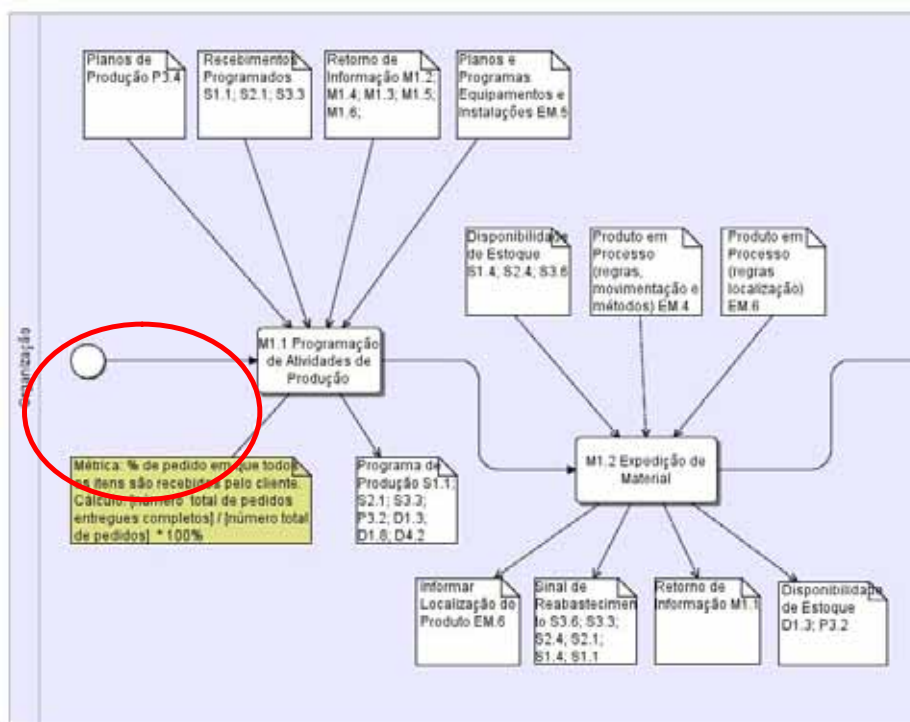 Planos de
Produção P3.4
Recebimentos
Programados
S1.1; S2.1; S3.3
Retorno de
Informação M1.2;
M1.4; M1.3; M1.5;
M1.6;
Planos e
Programas
Equipamentos e
Instalações EM.5
Disponibilidade
de Estoque
S1.4; S2.4; S3.6
Produto em
Processo
(regras,
movimentação e
métodos) EM.4
Produto em
Processo
(regras
localização)
EM.6
Organização
M1.1 Programação
de Atividades de
Produção
Métrica: % de pedido em que todos
os itens são recebidos pelo cliente.
Cálculo: [número total de pedidos
entregues completos] / [número total
de pedidos] * 100%
Programa de
Produção S1.1;
S2.1; S3.3;
P3.2; D1.3;
D1.8; D4.2
M1.2 Expedição de
Material
Informar
Localização do
Produto EM.6
Sinal de
Reabastecimen
to S3.6; S3.3;
S2.4; S2.1;
S1.4; S1.1
Retorno de
Informação M1.1
Disponibilidade
de Estoque
D1.3; P3.2